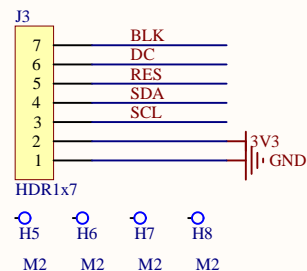 J3
7 BLK
6 DC
5 RES
4 SDA
3 SCL
2 3V3
1 GND
HDR1x7
H5 H6 H7 H8
M2 M2 M2 M2